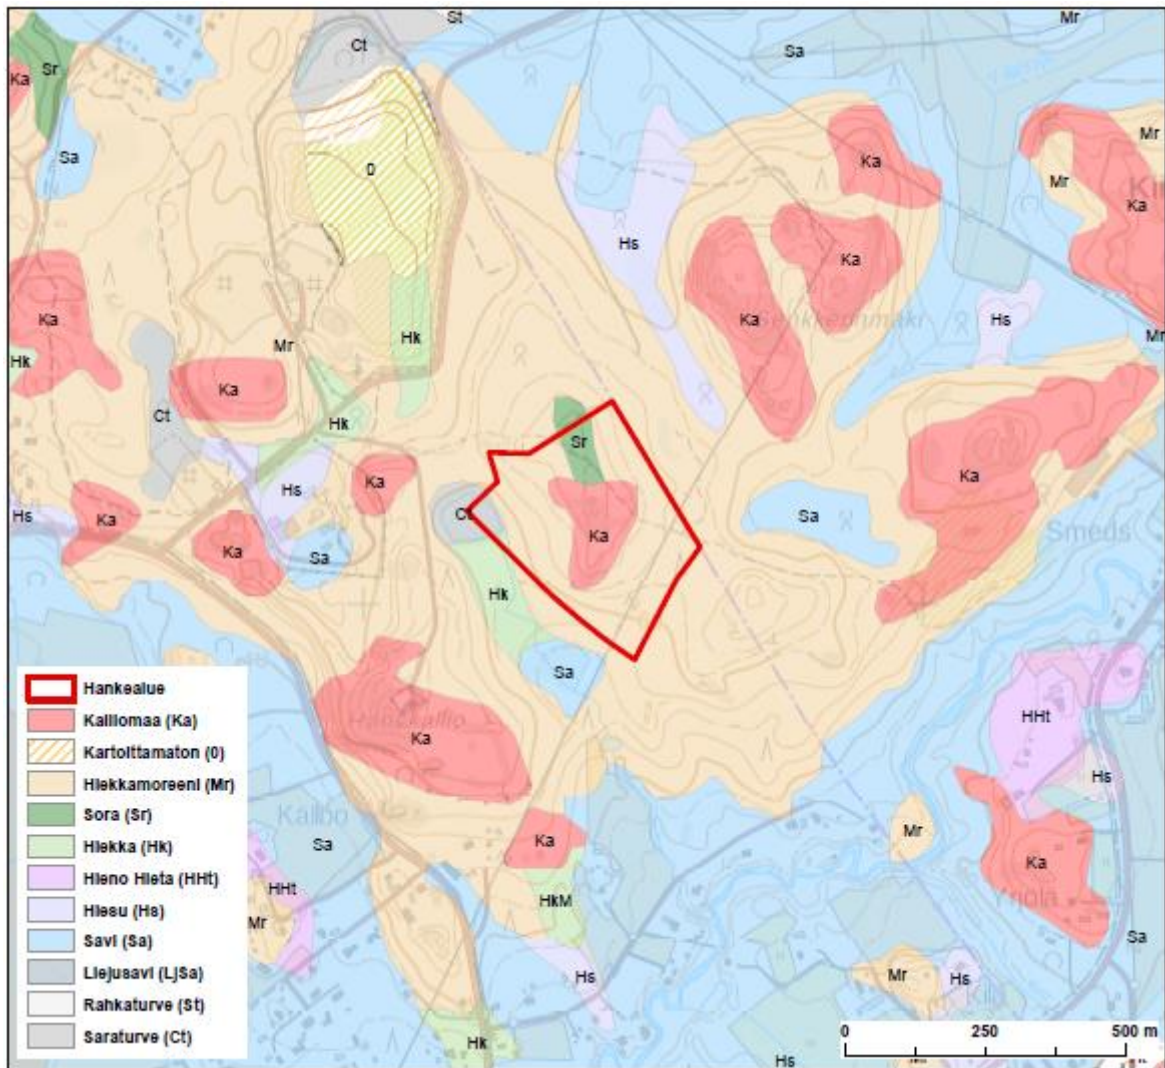 St
Mr
Ct
Sa
Sr
Ka
Mr
Ka
Mr
Sa
0
Ka
Hs
Ka
Ka
Ka
Hs
Hk
Mr
Mr
Hk
Ka
Ct
Hk
Sr
Ka
Ka
Hs
Hs
Ka
Ka
Sa
Ka
Smeds
Sa
Hk
Sa
HHt
Ka
Hs
Kallbo
Sa
Mr
Ka
Ka
HHt
HkM
Mr
Sa
Hs
Mr
Hs
Hk
Hs
Hankealue
Kalliomaa (Ka)
Kartoittamaton (0)
Hiekkamoreeni (Mr)
Sora (Sr)
Hiekka (Hk)
Hieno Hieta (HHt)
Hiesu (Hs)
Savi (Sa)
Liejusavi (LjSa)
Rahkaturve (St)
Saraturve (Ct)
0 250 500 m